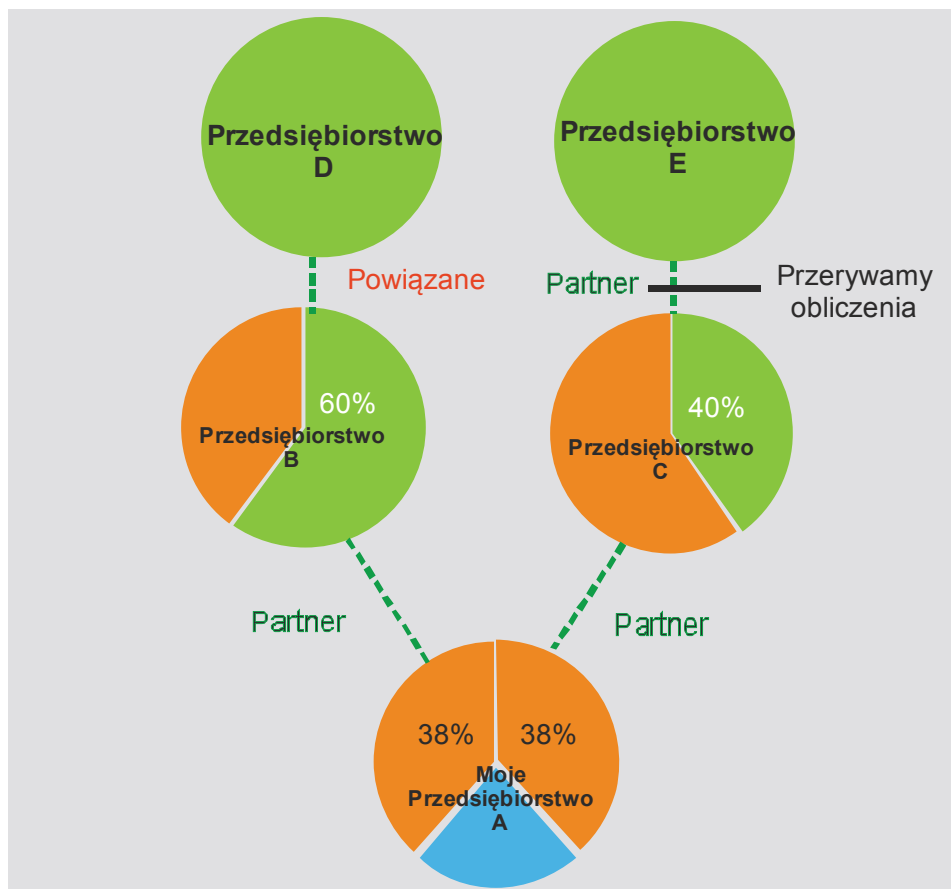 Przedsiębiorstwo
D
Przedsiębiorstwo
E
Powiązane
Partner
Przerywamy
obliczenia
60%
Przedsiębiorstwo
B
40%
Przedsiębiorstwo
C
Partner
Partner
38%
38%
Moje
Przedsiębiorstwo
A